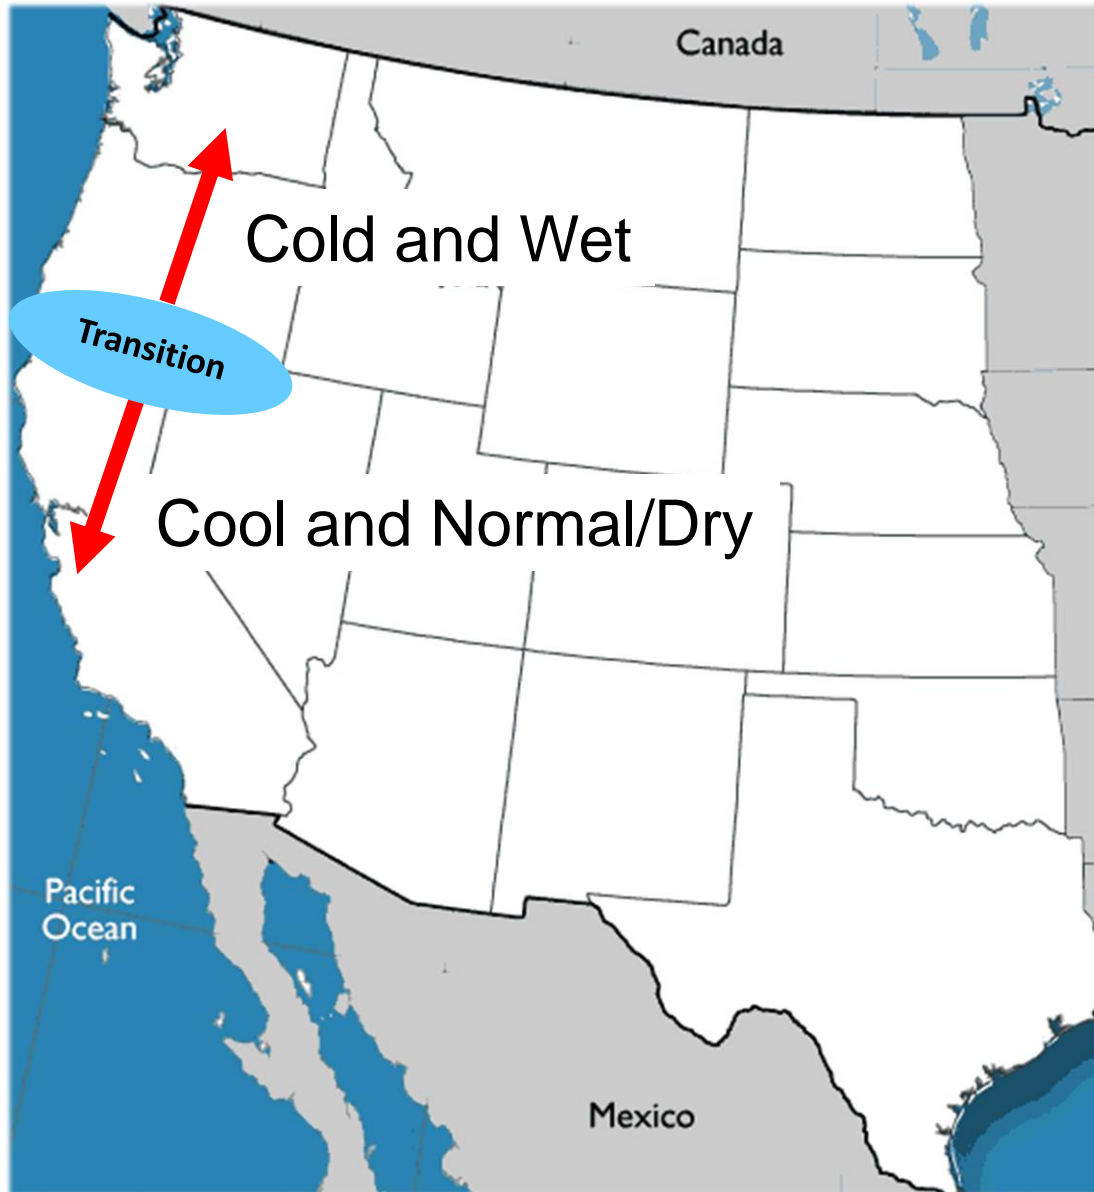 Canada
Cold and Wet
Transition
Cool and Normal/Dry
Pacific
Ocean
Mexico